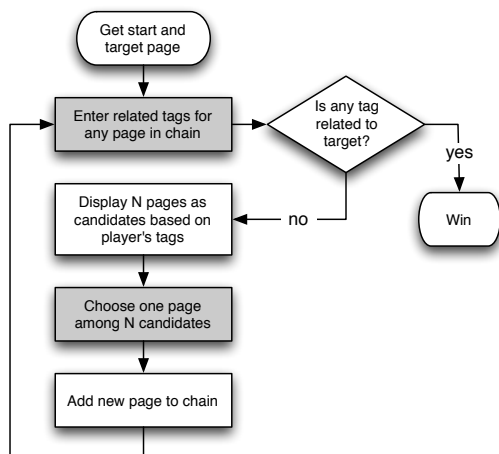 Get start and
target page
Enter related tags for
any page in chain
Is any tag
related to
target?
yes
Win
no
Display N pages as
candidates based on
player's tags
Choose one page
among N candidates
Add new page to chain